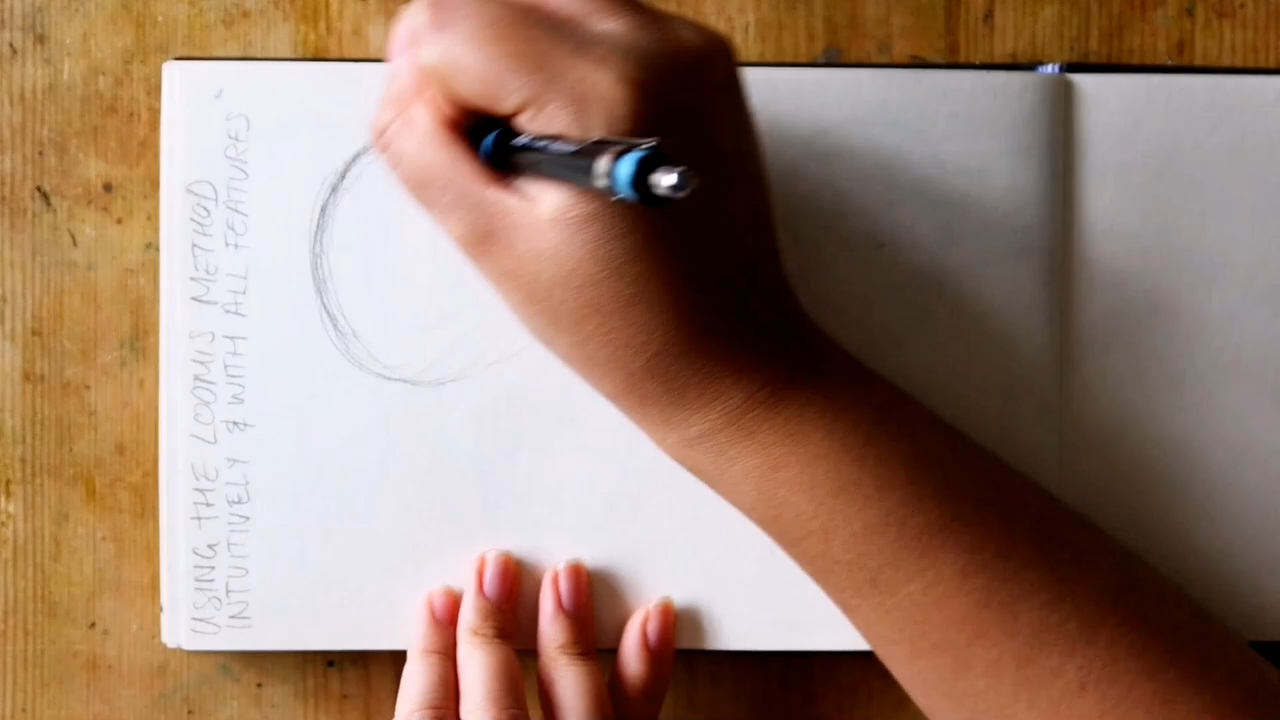 USING THE LOOMIS METHOD
INTUITIVELY & WITH ALL FEATURES"